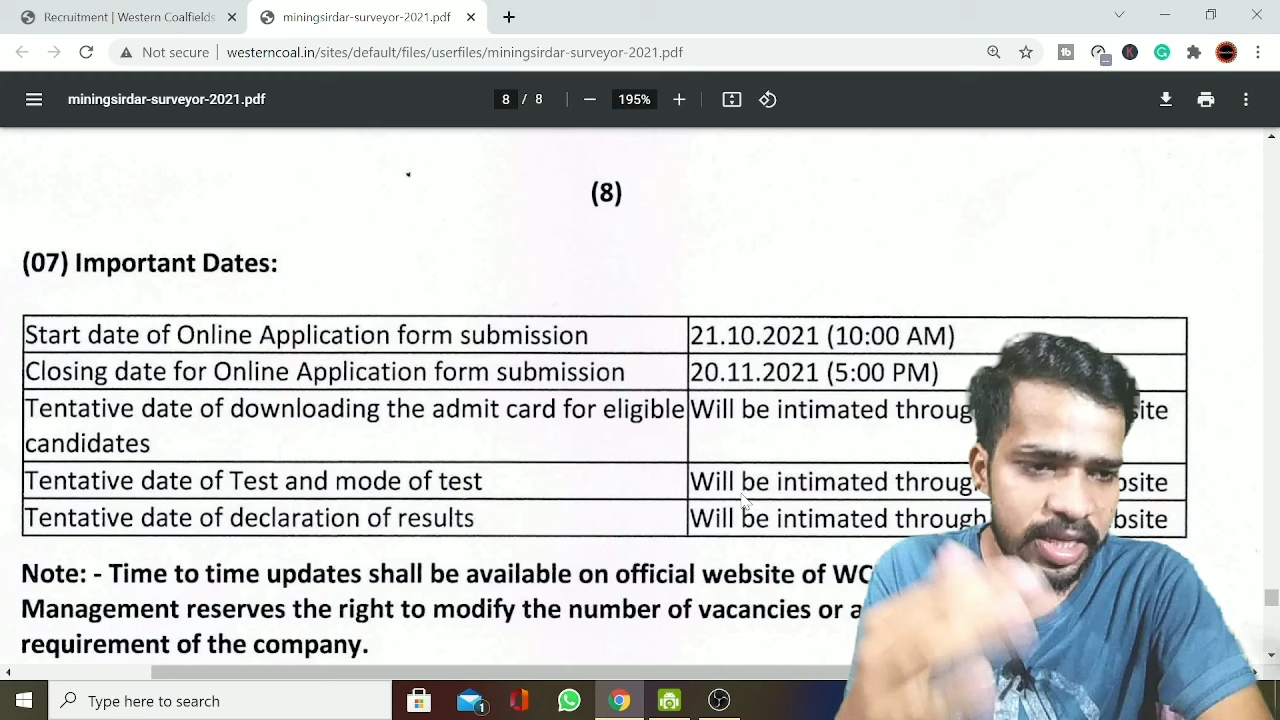 Recruitment | Western Coalfields
miningsirdar-surveyor-2021.pdf
Not secure
westerncoal.in/sites/default/files/userfiles/miningsirdar-surveyor-2021.pdf
miningsirdar-surveyor-2021.pdf
8 / 8
195%
(8)
(07) Important Dates:
Start date of Online Application form submission 21.10.2021 (10:00 AM)
Closing date for Online Application form submission 20.11.2021 (5:00 PM)
Tentative date of downloading the admit card for eligible Will be intimated
candidates
Tentative date of Test and mode of test Will be intimated
Tentative date of declaration of results Will be intimated through
Note: - Time to time updates shall be available on official website of
Management reserves the right to modify the number of vacancies or
requirement of the company.
Type here to search
1